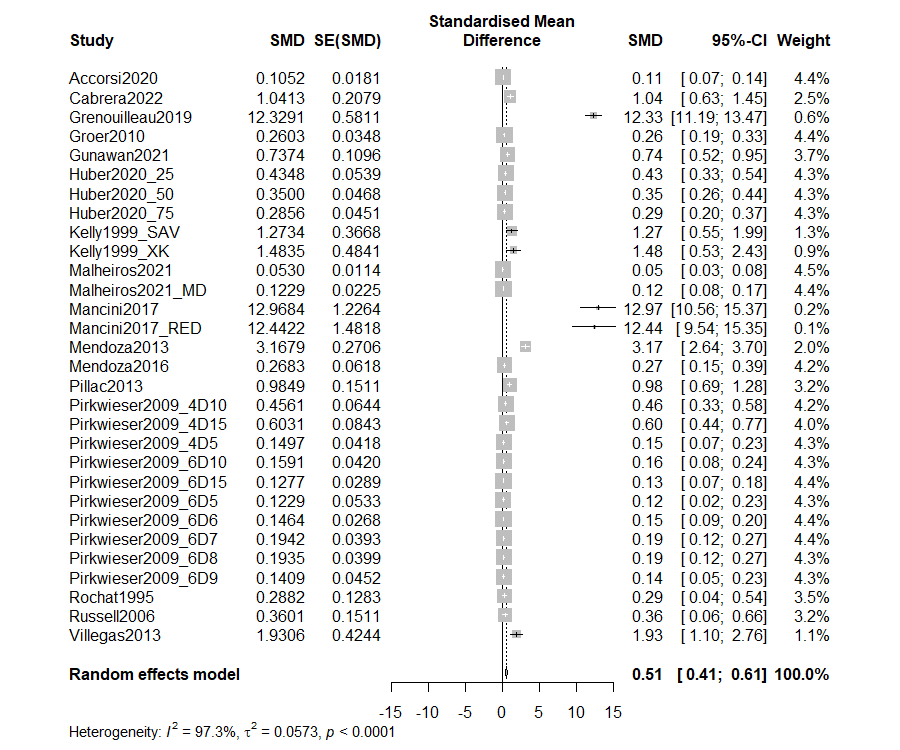 Standardised Mean
Study SMD SE(SMD) Difference SMD 95%-CI Weight
Accorsi2020 0.1052 0.0181 0.11 [ 0.07; 0.14] 4.4%
Cabrera2022 1.0413 0.2079 1.04 [ 0.63; 1.45] 2.5%
Grenouilleau2019 12.3291 0.5811 12.33 [11.19; 13.47] 0.6%
Groer2010 0.2603 0.0348 0.26 [ 0.19; 0.33] 4.4%
Gunawan2021 0.7374 0.1096 0.74 [ 0.52; 0.95] 3.7%
Huber2020_25 0.4348 0.0539 0.43 [ 0.33; 0.54] 4.3%
Huber2020_50 0.3500 0.0468 0.35 [ 0.26; 0.44] 4.3%
Huber2020_75 0.2856 0.0451 0.29 [ 0.20; 0.37] 4.3%
Kelly1999_SAV 1.2734 0.3668 1.27 [ 0.55; 1.99] 1.3%
Kelly1999_XK 1.4835 0.4841 1.48 [ 0.53; 2.43] 0.9%
Malheiros2021 0.0530 0.0114 0.05 [ 0.03; 0.08] 4.5%
Malheiros2021_MD 0.1229 0.0225 0.12 [ 0.08; 0.17] 4.4%
Mancini2017 12.9684 1.2264 12.97 [10.56; 15.37] 0.2%
Mancini2017_RED 12.4422 1.4818 12.44 [ 9.54; 15.35] 0.1%
Mendoza2013 3.1679 0.2706 3.17 [ 2.64; 3.70] 2.0%
Mendoza2016 0.2683 0.0618 0.27 [ 0.15; 0.39] 4.2%
Pillac2013 0.9849 0.1511 0.98 [ 0.69; 1.28] 3.2%
Pirkwieser2009_4D10 0.4561 0.0644 0.46 [ 0.33; 0.58] 4.2%
Pirkwieser2009_4D15 0.6031 0.0843 0.60 [ 0.44; 0.77] 4.0%
Pirkwieser2009_4D5 0.1497 0.0418 0.15 [ 0.07; 0.23] 4.3%
Pirkwieser2009_6D10 0.1591 0.0420 0.16 [ 0.08; 0.24] 4.3%
Pirkwieser2009_6D15 0.1277 0.0289 0.13 [ 0.07; 0.18] 4.4%
Pirkwieser2009_6D5 0.1229 0.0533 0.12 [ 0.02; 0.23] 4.3%
Pirkwieser2009_6D6 0.1464 0.0268 0.15 [ 0.09; 0.20] 4.4%
Pirkwieser2009_6D7 0.1942 0.0393 0.19 [ 0.12; 0.27] 4.4%
Pirkwieser2009_6D8 0.1935 0.0399 0.19 [ 0.12; 0.27] 4.3%
Pirkwieser2009_6D9 0.1409 0.0452 0.14 [ 0.05; 0.23] 4.3%
Rochat1995 0.2882 0.1283 0.29 [ 0.04; 0.54] 3.5%
Russell2006 0.3601 0.1511 0.36 [ 0.06; 0.66] 3.2%
Villegas2013 1.9306 0.4244 1.93 [ 1.10; 2.76] 1.1%
Random effects model 0.51 [ 0.41; 0.61] 100.0%
-15 -10 -5 0 5 10 15
Heterogeneity: I² = 97.3%, τ² = 0.0573, p < 0.0001